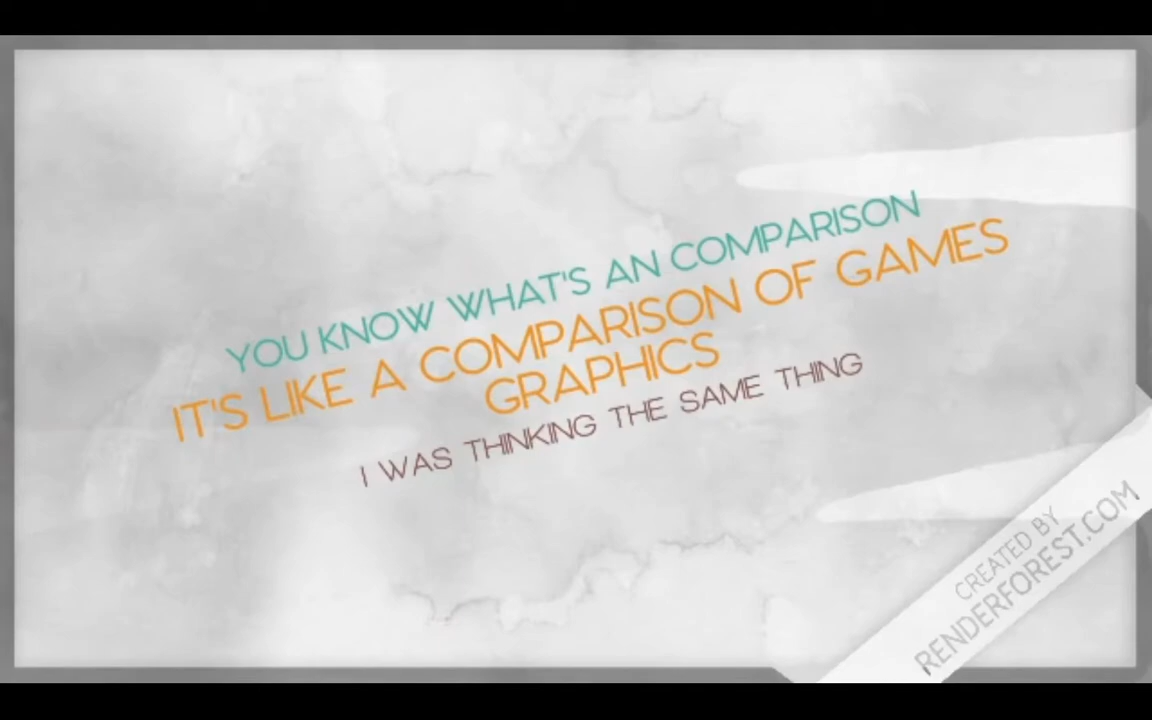 YOU KNOW WHAT'S AN COMPARISON
IT'S LIKE A COMPARISON OF GAMES
GRAPHICS
I WAS THINKING THE SAME THING
CREATED BY
RENDERFOREST.COM